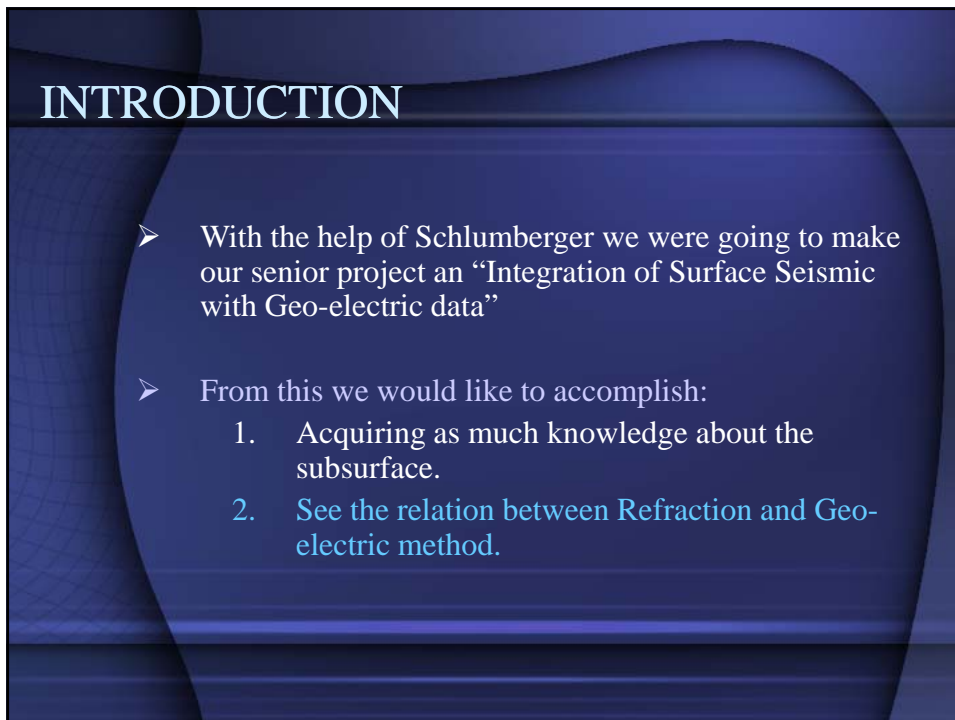 INTRODUCTION
➢ With the help of Schlumberger we were going to make
our senior project an “Integration of Surface Seismic
with Geo-electric data”
➢ From this we would like to accomplish:
1. Acquiring as much knowledge about the
subsurface.
2. See the relation between Refraction and Geo-
electric method.